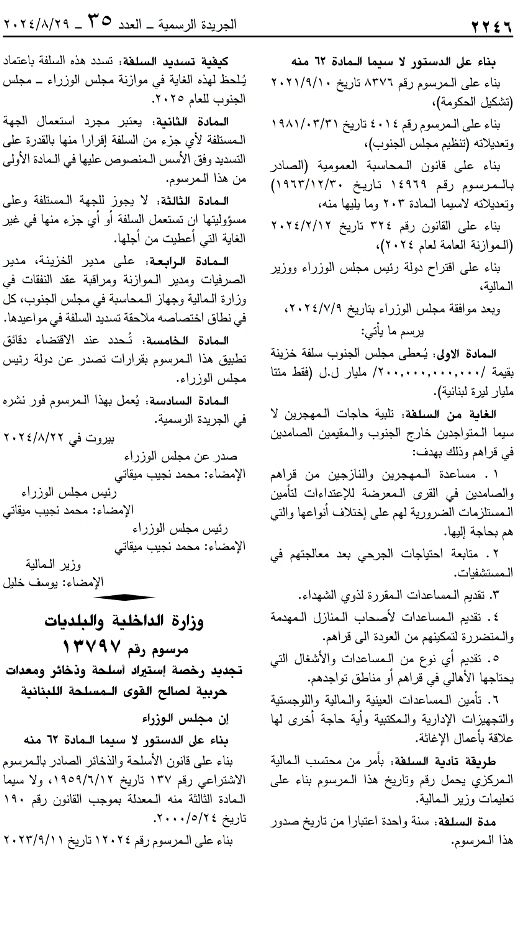 ٢٢٤٦
الجريدة الرسمية ــ العدد ٣٥ ــ ٢٠٢٤/٨/٢٩
بناء على الدستور لا سيما المادة ٦٢ منه
بناء على المرسوم رقم ٨٣٧٦ تاريخ ٢٠٢١/٩/١٠
(تشكيل الحكومة)،
بناء على المرسوم رقم ٤٠١٤ تاريخ ١٩٨١/٠٣/٣١
وتعديلاته (تنظيم مجلس الجنوب)،
بناء على قانون المحاسبة العمومية (الصادر
بالمرسوم رقم ١٤٩٦٩ تاريخ ١٩٦٣/١٢/٣٠)
وتعديلاته لاسيما المادة ٢٠٣ وما يليها منه،
بناء على القانون رقم ٣٢٤ تاريخ ٢٠٢٤/٢/١٢
(الموازنة العامة لعام ٢٠٢٤)،
بناء على اقتراح دولة رئيس مجلس الوزراء ووزير
المالية،
وبعد موافقة مجلس الوزراء بتاريخ ٢٠٢٤/٧/٩،
يرسم ما يأتي:
المادة الاولى: يُعطى مجلس الجنوب سلفة خزينة
بقيمة /٢٠٠,٠٠٠,٠٠٠,٠٠٠/ مليار ل.ل (فقط مئتا
مليار ليرة لبنانية).
الغاية من السلفة: تلبية حاجات المهجرين لا
سيما المتواجدين خارج الجنوب والمقيمين الصامدين
في قراهم وذلك بهدف:
١ . مساعدة المهجرين والنازحين من قراهم
والصامدين في القرى المعرضة للإعتداءات لتأمين
المستلزمات الضرورية لهم على إختلاف أنواعها والتي
هم بحاجة إليها.
٢ . متابعة احتياجات الجرحى بعد معالجتهم في
المستشفيات.
٣ . تقديم المساعدات المقررة لذوي الشهداء.
٤ . تقديم المساعدات لأصحاب المنازل المهدمة
والمتضررة لتمكينهم من العودة الى قراهم.
٥ . تقديم أي نوع من المساعدات والأشغال التي
يحتاجها الأهالي في قراهم أو مناطق تواجدهم.
٦ . تأمين المساعدات العينية والمالية واللوجستية
والتجهيزات الإدارية والمكتبية وأية حاجة أخرى لها
علاقة بأعمال الإغاثة.
طريقة تأدية السلفة: بأمر من محتسب المالية
المركزي يحمل رقم وتاريخ هذا المرسوم بناء على
تعليمات وزير المالية.
مدة السلفة: سنة واحدة اعتباراً من تاريخ صدور
هذا المرسوم.
كيفية تسديد السلفة: تسدد هذه السلفة باعتماد
يُلحظ لهذه الغاية في موازنة مجلس الوزراء ــ مجلس
الجنوب للعام ٢٠٢٥.
المادة الثانية: يعتبر مجرد استعمال الجهة
المستلفة لأي جزء من السلفة إقراراً منها بالقدرة على
التسديد وفق الأسس المنصوص عليها في المادة الأولى
من هذا المرسوم.
المادة الثالثة: لا يجوز للجهة المستلفة وعلى
مسؤوليتها ان تستعمل السلفة أو أي جزء منها في غير
الغاية التي أعطيت من أجلها.
المادة الرابعة: على مدير الخزينة، مدير
الصرفيات ومدير الموازنة ومراقبة عقد النفقات في
وزارة المالية وجهاز المحاسبة في مجلس الجنوب، كل
في نطاق اختصاصه ملاحقة تسديد السلفة في مواعيدها.
المادة الخامسة: تُحدد عند الاقتضاء دقائق
تطبيق هذا المرسوم بقرارات تصدر عن دولة رئيس
مجلس الوزراء.
المادة السادسة: يُعمل بهذا المرسوم فور نشره
في الجريدة الرسمية.
بيروت في ٢٠٢٤/٨/٢٢
صدر عن مجلس الوزراء
الإمضاء: محمد نجيب ميقاتي
رئيس مجلس الوزراء
الإمضاء: محمد نجيب ميقاتي
رئيس مجلس الوزراء
الإمضاء: محمد نجيب ميقاتي
وزير المالية
الإمضاء: يوسف خليل
وزارة الداخلية والبلديات
مرسوم رقم ١٣٧٩٧
تجديد رخصة إستيراد أسلحة وذخائر ومعدات
حربية لصالح القوى المسلحة اللبنانية
إن مجلس الوزراء
بناء على الدستور لا سيما المادة ٦٢ منه
بناء على قانون الأسلحة والذخائر الصادر بالمرسوم
الاشتراعي رقم ١٣٧ تاريخ ١٩٥٩/٦/١٢، ولا سيما
المادة الثالثة منه المعدلة بموجب القانون رقم ١٩٠
تاريخ ٢٠٠٠/٥/٢٤.
بناء على المرسوم رقم ١٢٠٢٤ تاريخ ٢٠٢٣/٩/١١